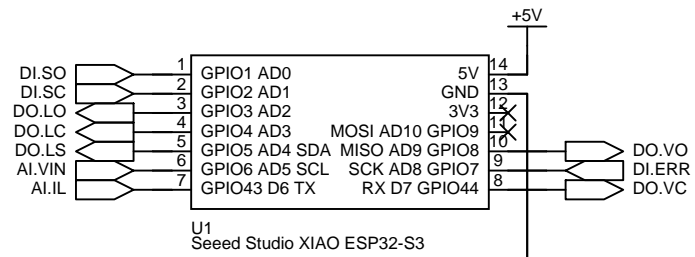 +5V
DI.SO 1 GPIO1 AD0 5V 14
DI.SC 2 GPIO2 AD1 GND 13
DO.LO 3 GPIO3 AD2 3V3 12
DO.LC 4 GPIO4 AD3 MOSI AD10 GPIO9 11
DO.LS 5 GPIO5 AD4 SDA MISO AD9 GPIO8 10 DO.VO
AI.VIN 6 GPIO6 AD5 SCL SCK AD8 GPIO7 9 DI.ERR
AI.IL 7 GPIO43 D6 TX RX D7 GPIO44 8 DO.VC
U1
Seeed Studio XIAO ESP32-S3